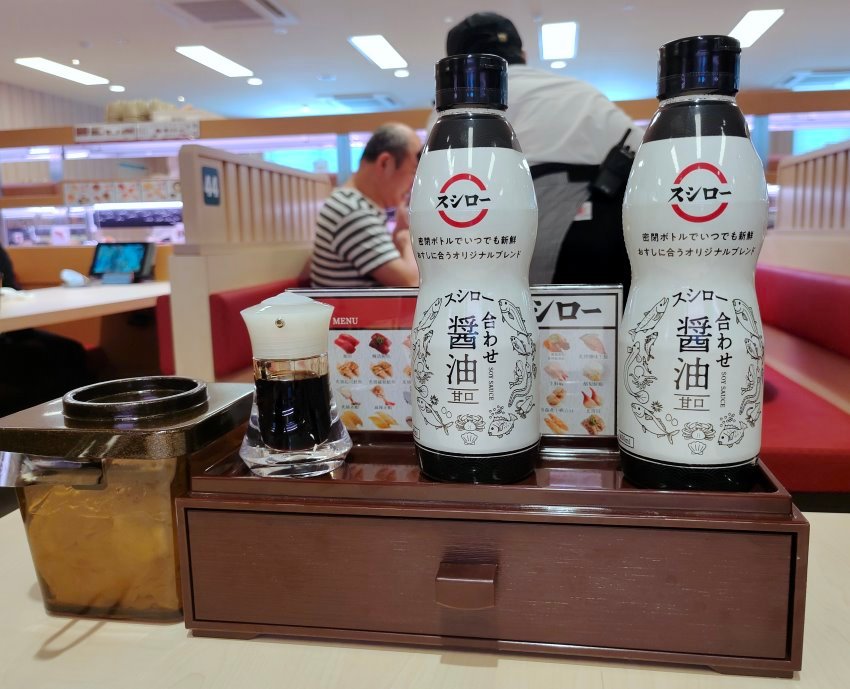 44
MENU
シロー
スシロー
密閉ボトルでいつでも新鮮
おすしに合うオリジナルブレンド
スシロー
合わせ
醤油
SOY SAUCE
甘口
スシロー
密閉ボトルでいつでも新鮮
おすしに合うオリジナルブレンド
スシロー
合わせ
醤油
SOY SAUCE
甘口